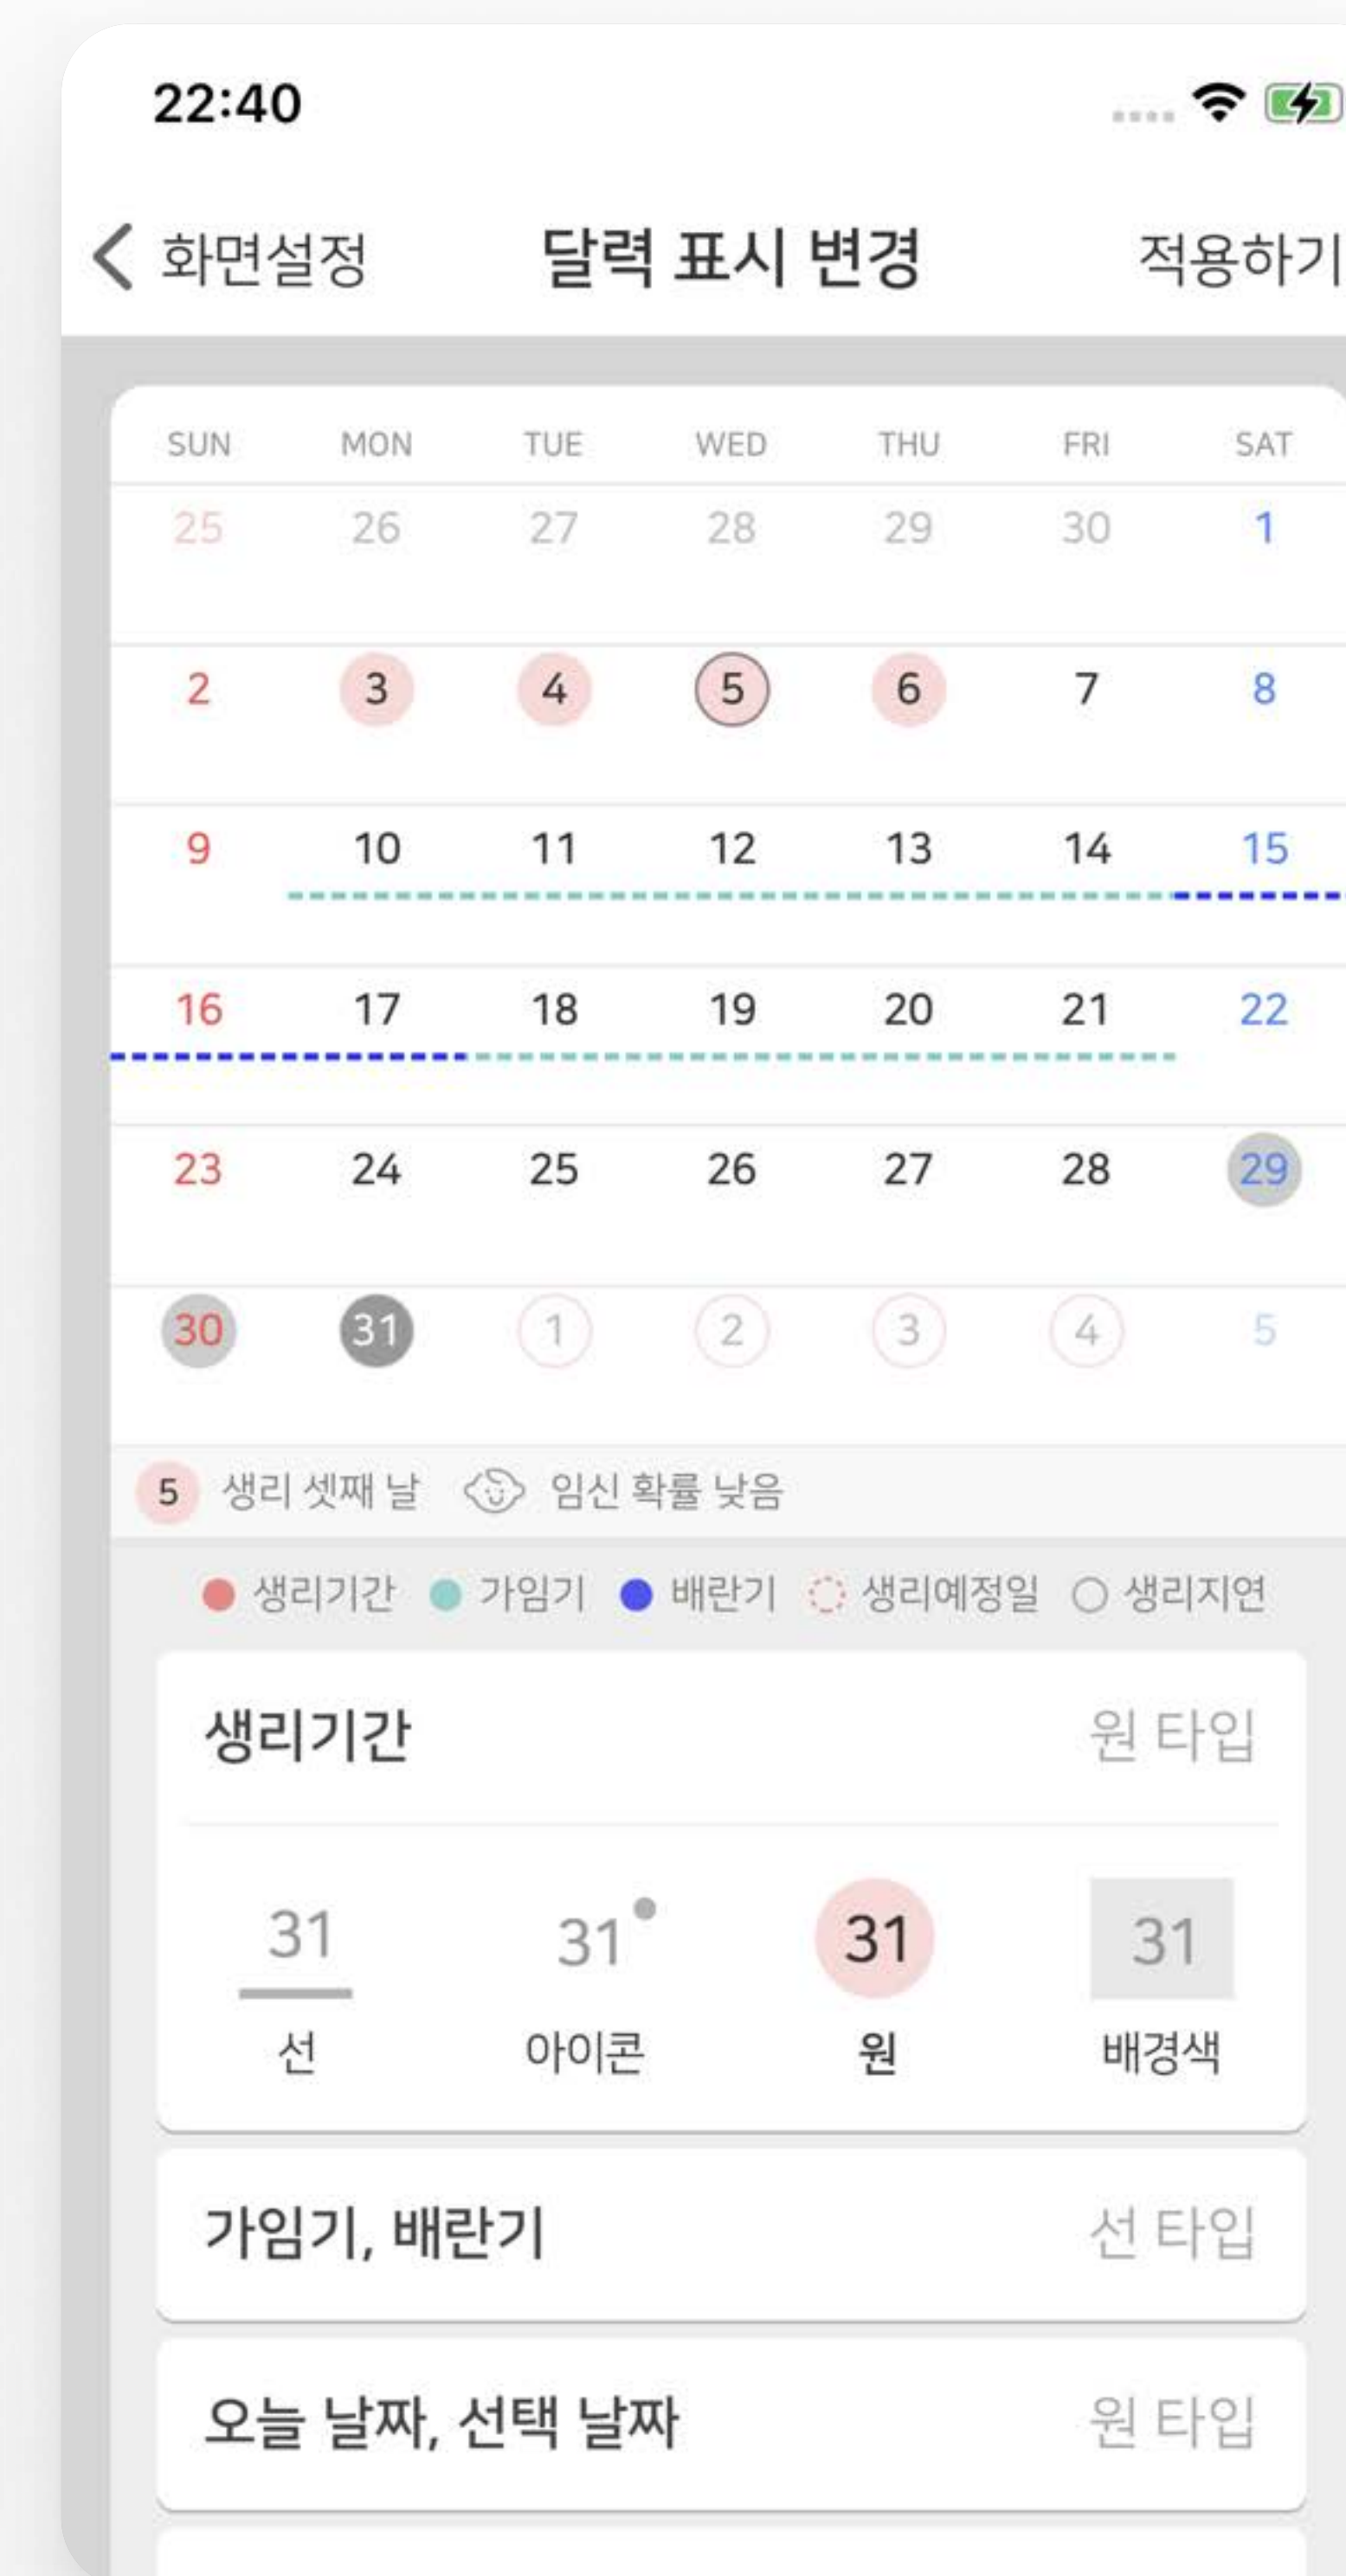 22:40
화면설정 달력 표시 변경 적용하기
SUN MON TUE WED THU FRI SAT
25 26 27 28 29 30 1
2 3 4 5 6 7 8
9 10 11 12 13 14 15
16 17 18 19 20 21 22
23 24 25 26 27 28 29
30 31 1 2 3 4 5
5 생리 셋째 날 임신 확률 낮음
생리기간 가임기 배란기 생리예정일 생리지연
생리기간 원 타입
31 31 31 31
선 아이콘 원 배경색
가임기, 배란기 선 타입
오늘 날짜, 선택 날짜 원 타입